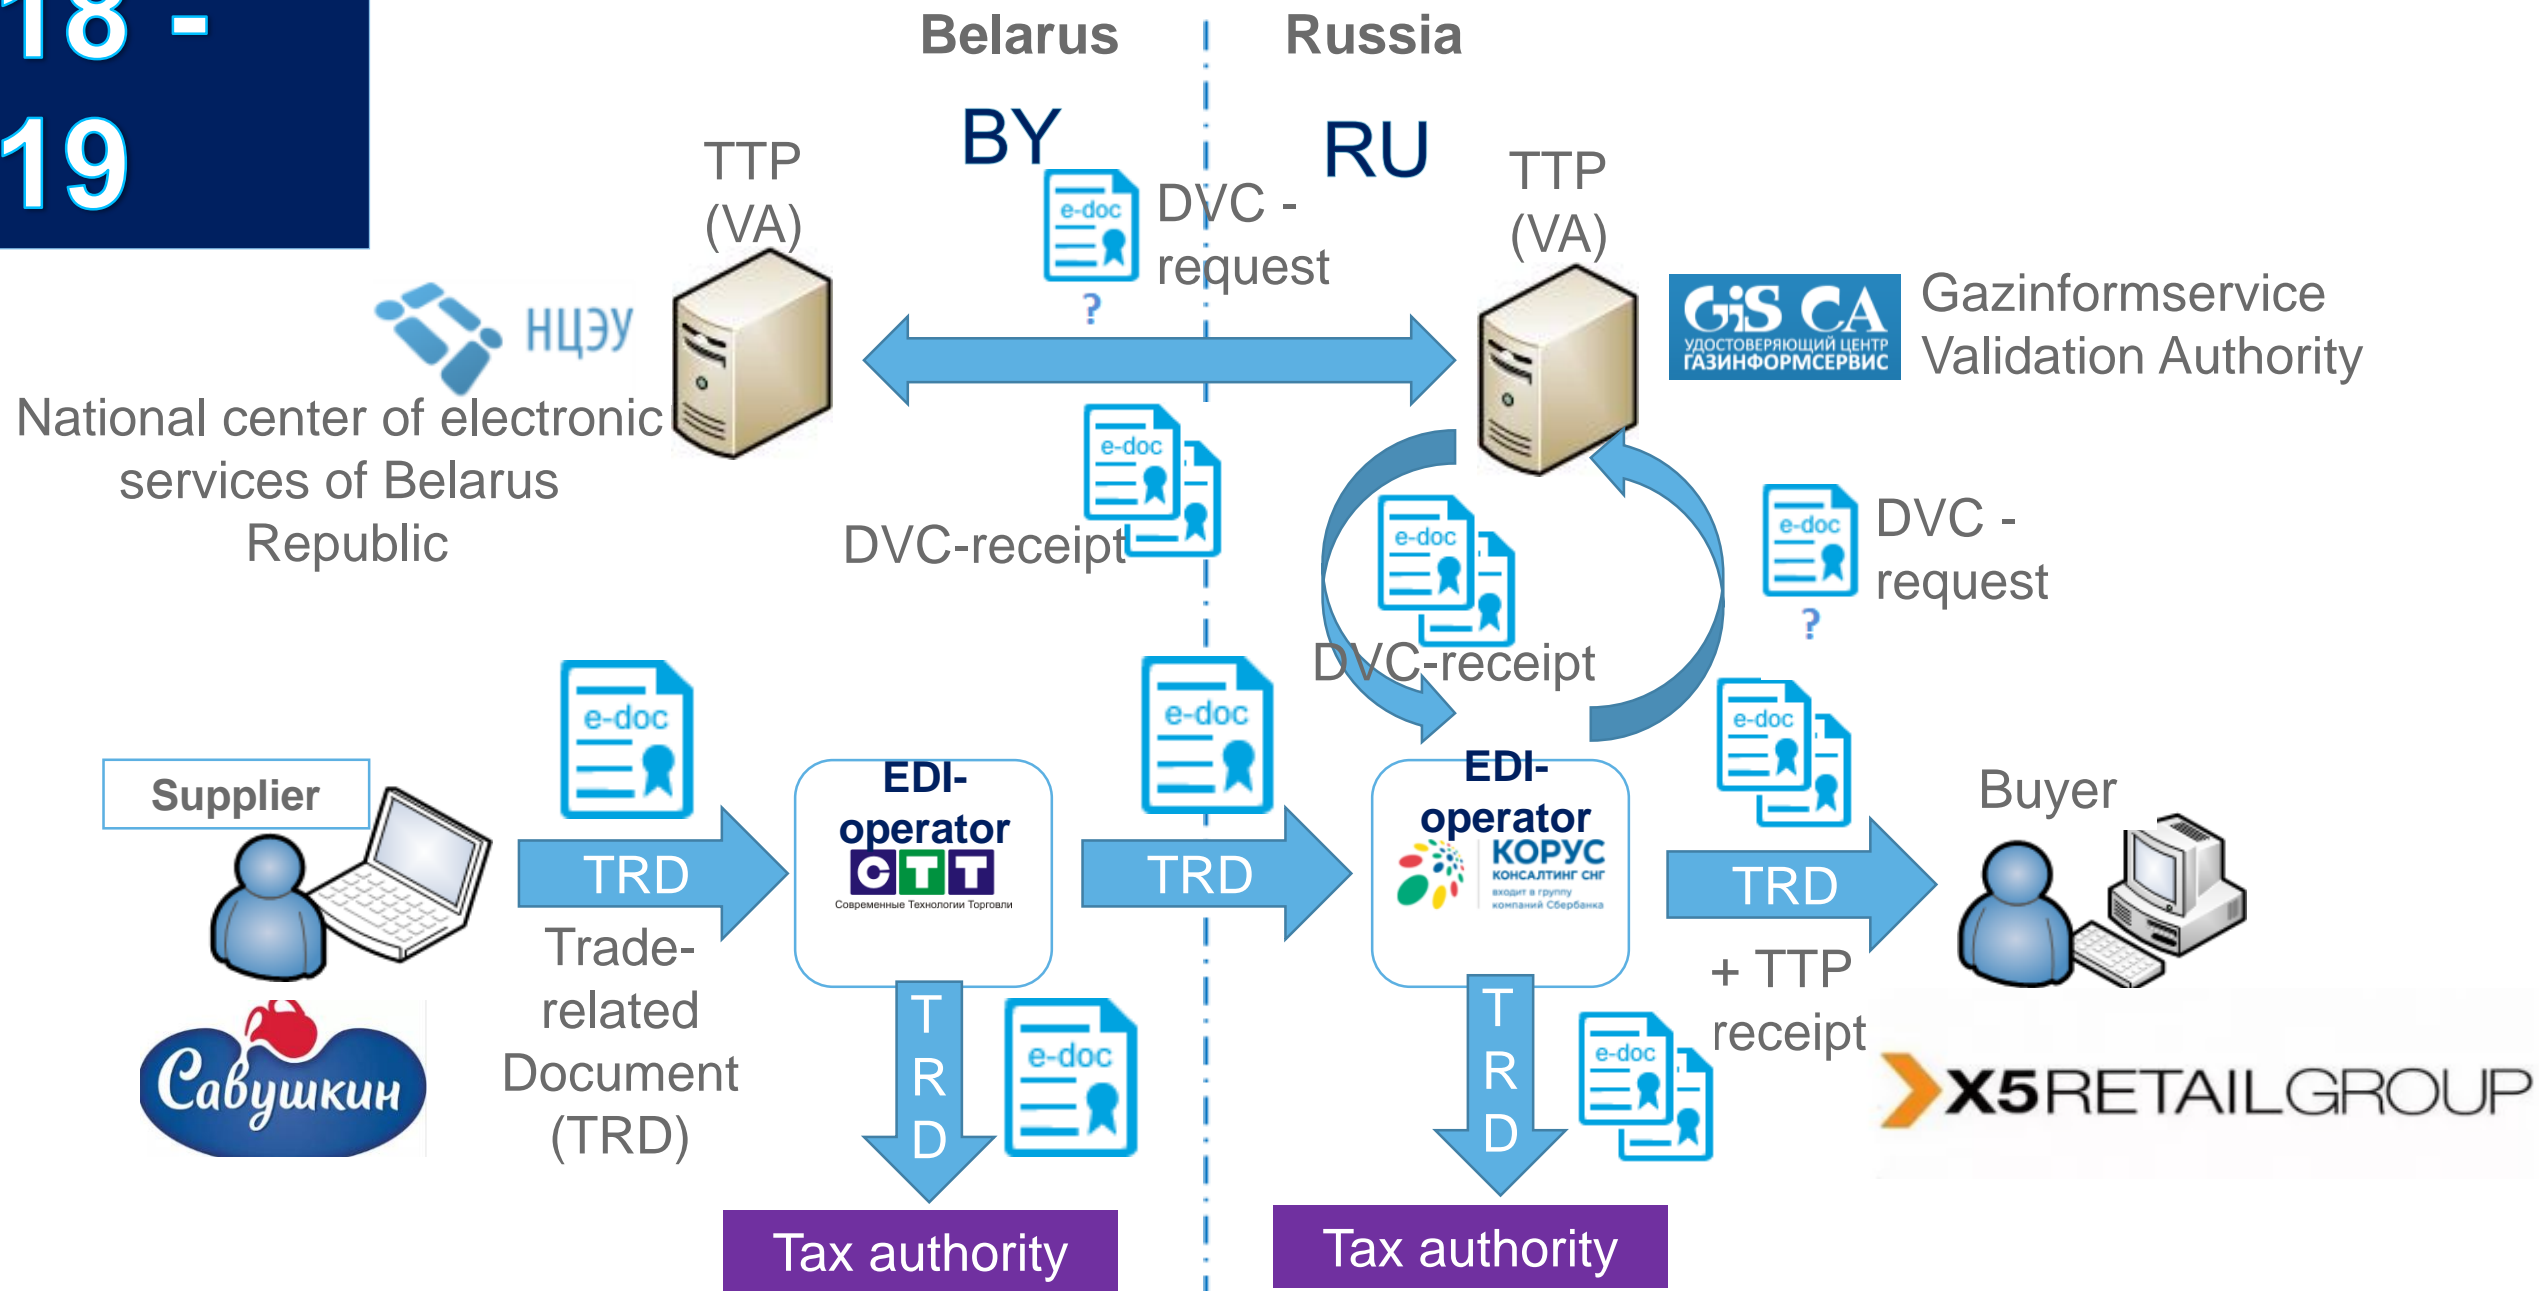 18 -
19
Belarus
Russia
BY
RU
TTP
(VA)
e-doc
?
DVC -
request
TTP
(VA)
НЦЭУ
National center of electronic
services of Belarus
Republic
GiS CA
УДОСТОВЕРЯЮЩИЙ ЦЕНТР
ГАЗИНФОРМСЕРВИС
Gazinformservice
Validation Authority
e-doc
DVC-receipt
e-doc
DVC-receipt
e-doc
?
DVC -
request
Supplier
e-doc
TRD
Trade-
related
Document
(TRD)
Савушкин
EDI-
operator
СТТ
Современные Технологии Торговли
e-doc
TRD
EDI-
operator
КОРУС
КОНСАЛТИНГ СНГ
входит в группу
компаний Сбербанка
e-doc
TRD
+ TTP
receipt
Buyer
X5RETAILGROUP
T
R
D
e-doc
Tax authority
T
R
D
e-doc
Tax authority